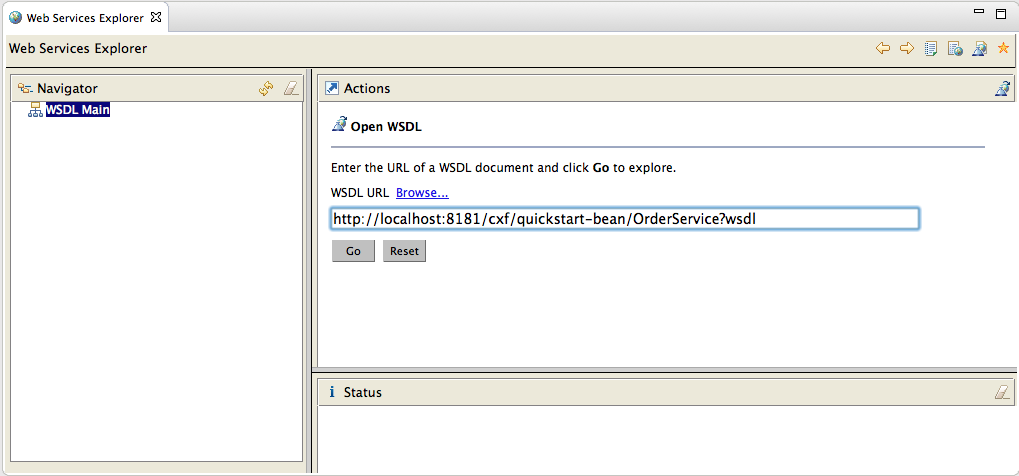 Web Services Explorer
Web Services Explorer
Navigator
WSDL Main
Actions
Open WSDL
Enter the URL of a WSDL document and click Go to explore.
WSDL URL Browse...
http://localhost:8181/cxf/quickstart-bean/OrderService?wsdl
Go Reset
Status